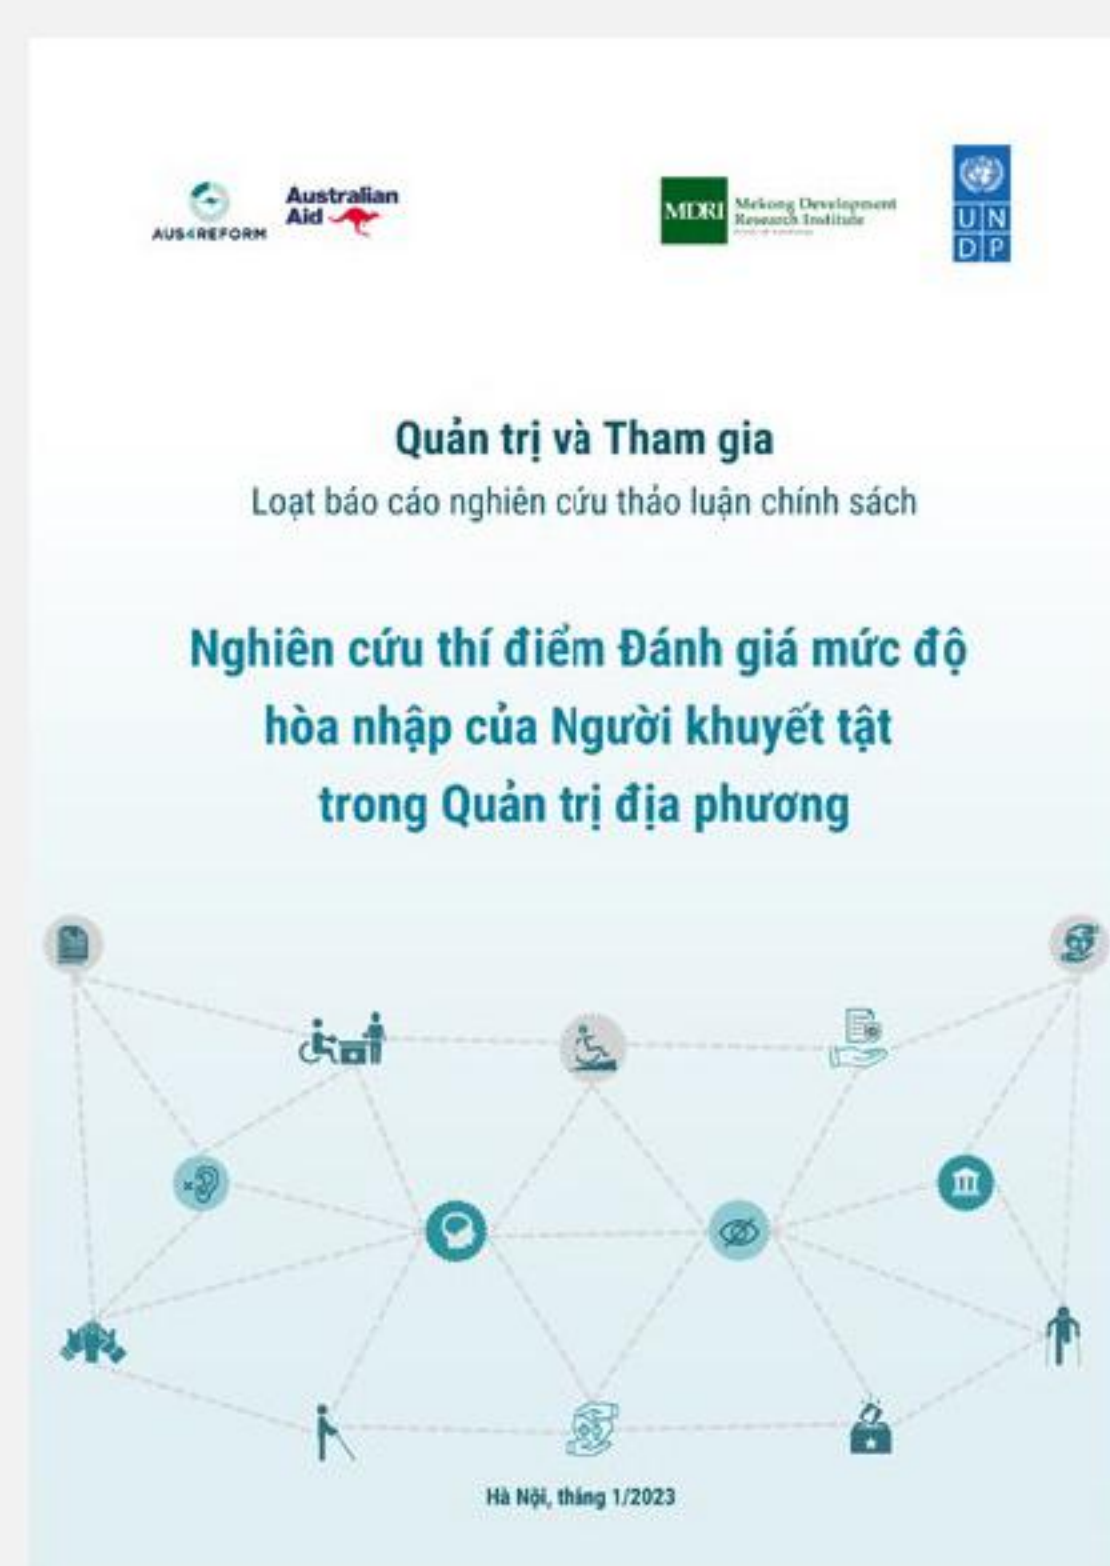 AUS4REFORM
Australian
Aid
MDRI
Mekong Development
Research Institute
U N
D P
Quản trị và Tham gia
Loạt báo cáo nghiên cứu thảo luận chính sách
Nghiên cứu thí điểm Đánh giá mức độ
hòa nhập của Người khuyết tật
trong Quản trị địa phương
Hà Nội, tháng 1/2023